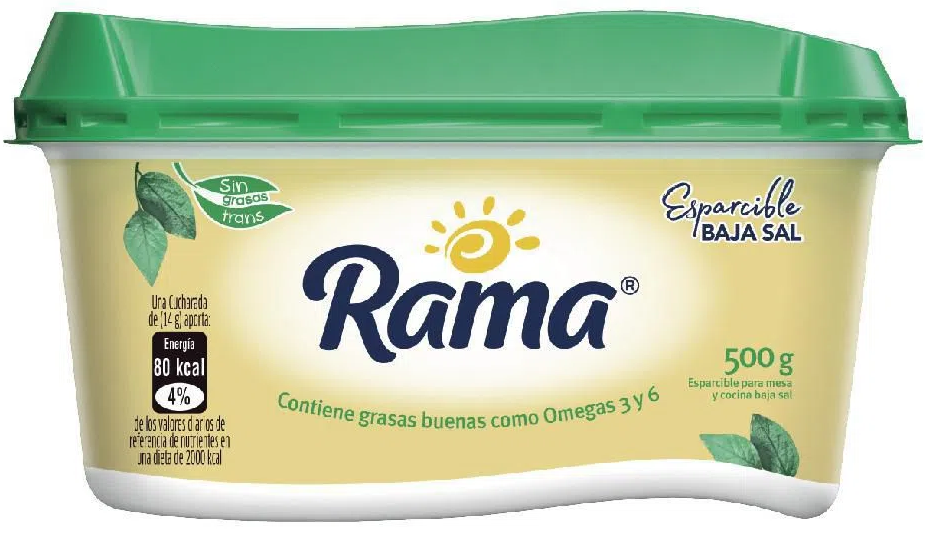 Sin
grasas
trans
Esparcible
BAJA SAL
Rama®
Una Cucharada
de (14 g) aporta:
Energía
80 kcal
4%
de los valores diarios de
referencia de nutrientes en
una dieta de 2000 kcal
Contiene grasas buenas como Omegas 3 y 6
500 g
Esparcible para mesa
y cocina baja sal